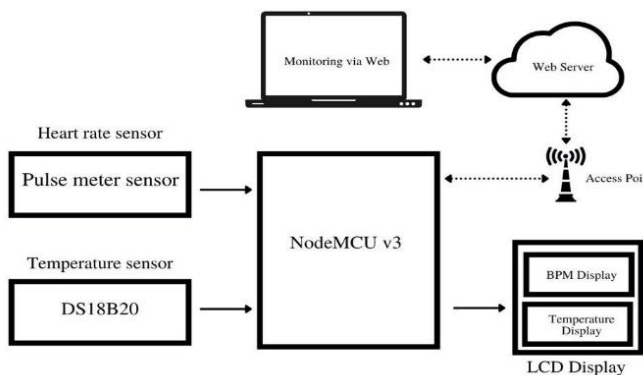 Monitoring via Web
Web Server
Heart rate sensor
Pulse meter sensor
Access Poi
NodeMCU v3
Temperature sensor
DS18B20
BPM Display
Temperature
Display
LCD Display